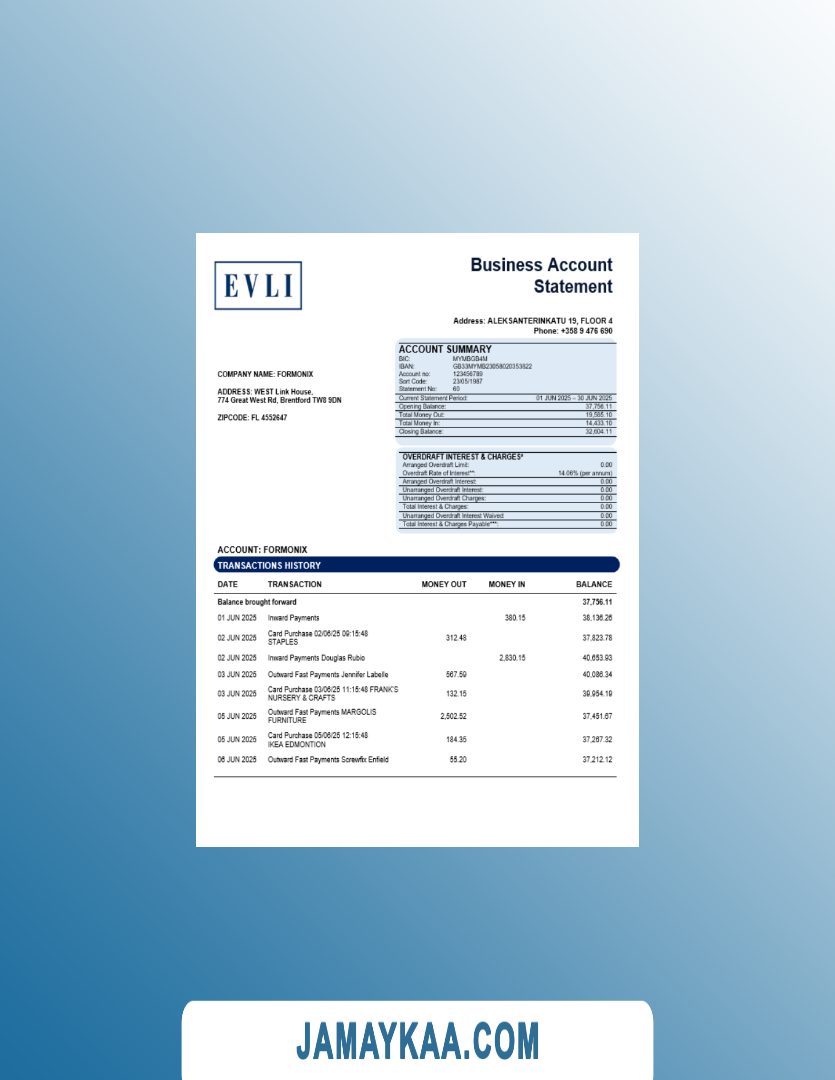 EVLI
Business Account
Statement
Address: ALEKSANTERINKATU 19, FLOOR 4
Phone: +358 9 476 690
ACCOUNT SUMMARY
BIC: MYMBGB4M
IBAN: GB33MYMB23058020353622
Account no: 123456789
Sort Code: 23/05/1987
Statement No: 60
Current Statement Period: 01 JUN 2025 – 30 JUN 2025
Opening Balance: 37,756.11
Total Money Out: 19,585.10
Total Money In: 14,433.10
Closing Balance: 32,604.11
COMPANY NAME: FORMONIX
ADDRESS: WEST Link House,
774 Great West Rd, Brentford TW8 9DN
ZIPCODE: FL 4552647
OVERDRAFT INTEREST & CHARGES*
Arranged Overdraft Limit: 0.00
Overdraft Rate of Interest**: 14.06% (per annum)
Arranged Overdraft Interest: 0.00
Unarranged Overdraft Interest: 0.00
Unarranged Overdraft Charges: 0.00
Total Interest & Charges: 0.00
Unarranged Overdraft Interest Waived: 0.00
Total Interest & Charges Payable***: 0.00
ACCOUNT: FORMONIX
TRANSACTIONS HISTORY
DATE TRANSACTION MONEY OUT MONEY IN BALANCE
Balance brought forward 37,756.11
01 JUN 2025 Inward Payments 380.15 38,136.26
02 JUN 2025 Card Purchase 02/06/25 09:15:48 312.48 37,823.78
STAPLES
02 JUN 2025 Inward Payments Douglas Rubio 2,830.15 40,653.93
03 JUN 2025 Outward Fast Payments Jennifer Labelle 567.59 40,086.34
03 JUN 2025 Card Purchase 03/06/25 11:15:48 FRANK'S 132.15 39,954.19
NURSERY & CRAFTS
05 JUN 2025 Outward Fast Payments MARGOLIS 2,502.52 37,451.67
FURNITURE
05 JUN 2025 Card Purchase 05/06/25 12:15:48 184.35 37,267.32
IKEA EDMONTION
06 JUN 2025 Outward Fast Payments Screwfix Enfield 55.20 37,212.12
JAMAYKAA.COM